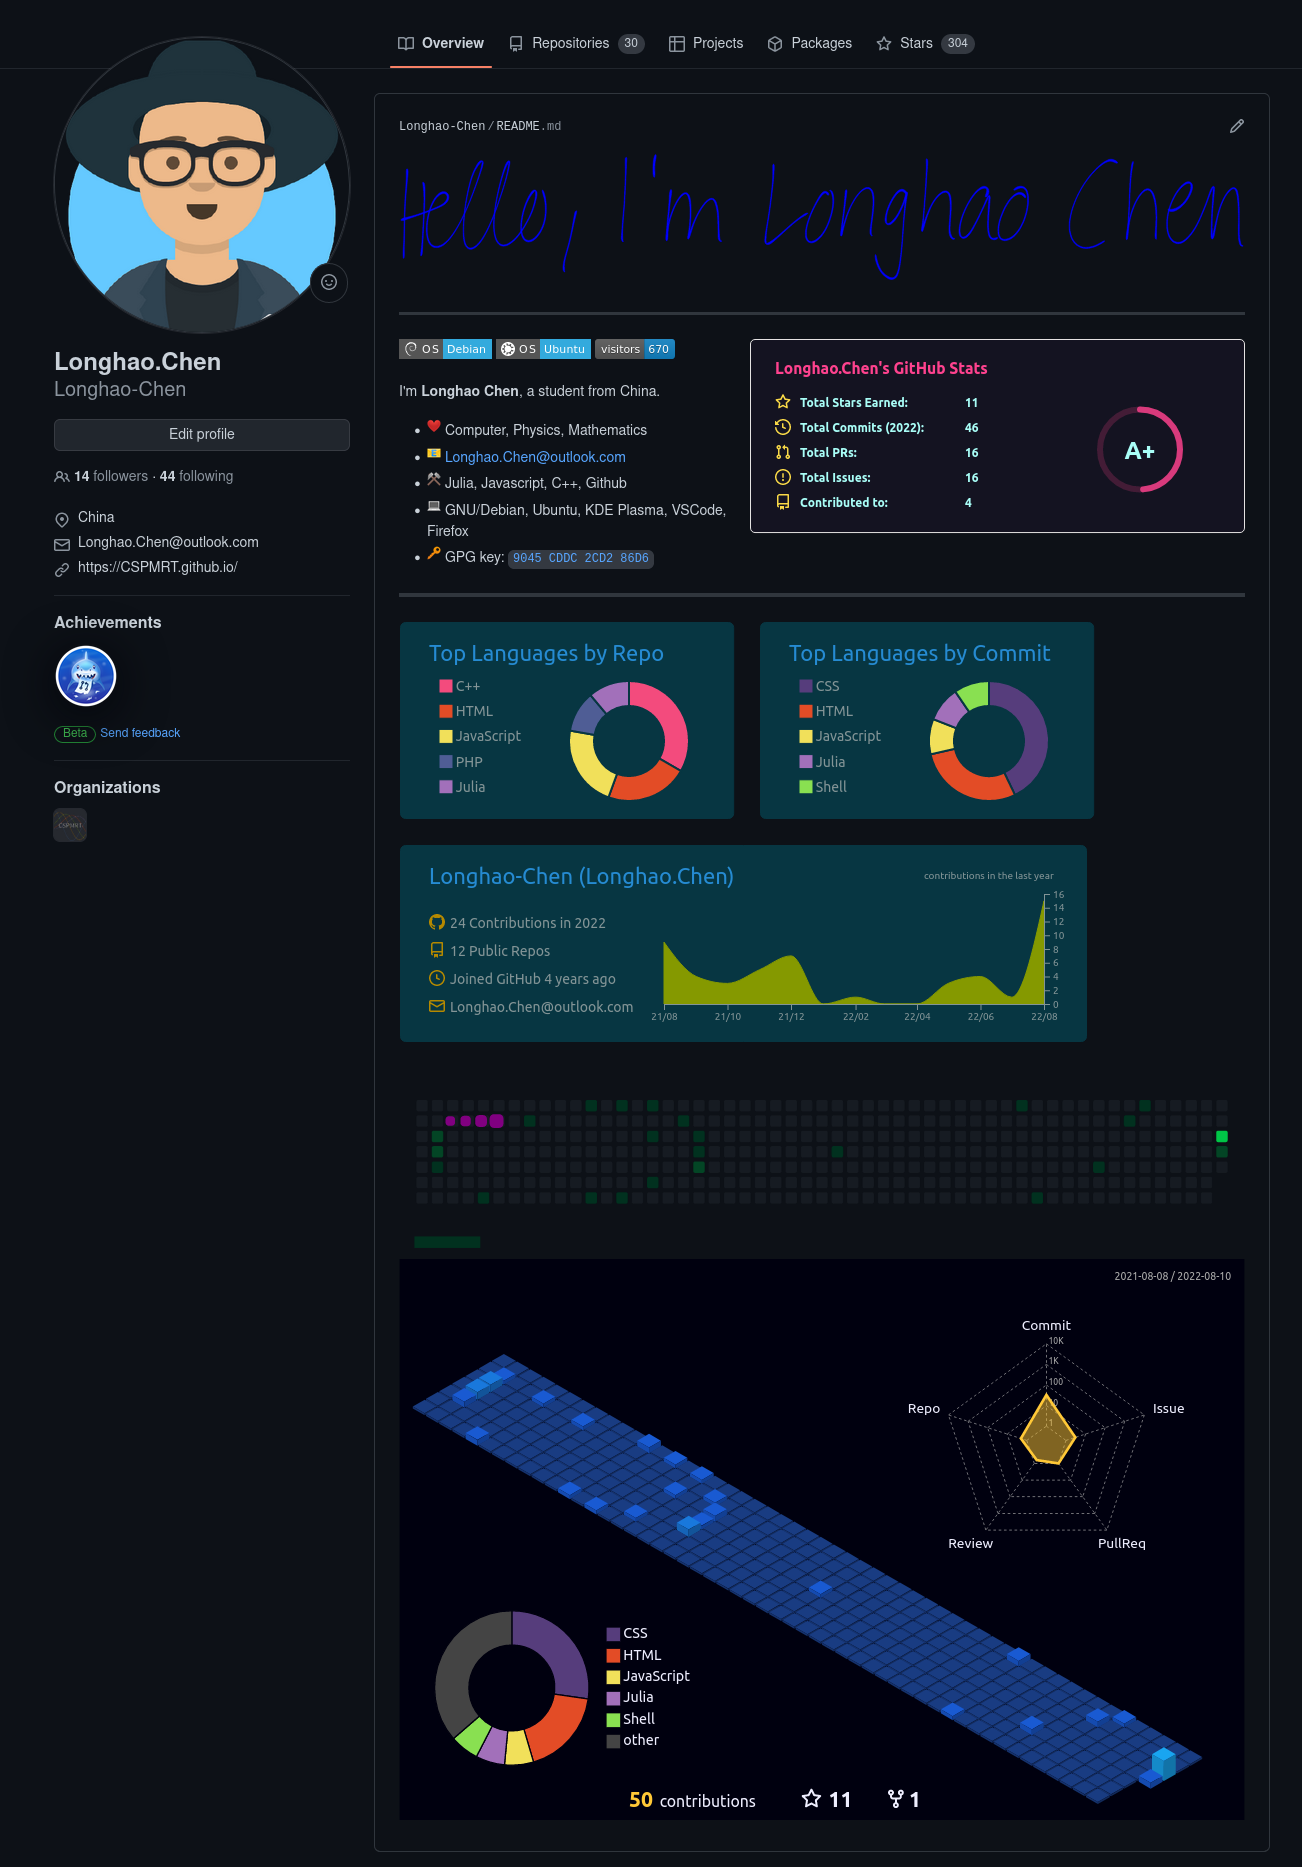 Overview Repositories 30 Projects Packages Stars 304
Longhao.Chen
Longhao-Chen
Edit profile
14 followers · 44 following
China
Longhao.Chen@outlook.com
https://CSPMRT.github.io/
Achievements
Beta Send feedback
Organizations
CSPMRT
Longhao-Chen / README.md
Hello, I'm Longhao Chen
OS Debian OS Ubuntu visitors 670
I'm Longhao Chen, a student from China.
• ❤️ Computer, Physics, Mathematics
• 📧 Longhao.Chen@outlook.com
• ⚒️ Julia, Javascript, C++, Github
• 💻 GNU/Debian, Ubuntu, KDE Plasma, VSCode,
Firefox
• 🔑 GPG key: 9045 CDDC 2CD2 86D6
Longhao.Chen's GitHub Stats
Total Stars Earned: 11
Total Commits (2022): 46
Total PRs: 16
Total Issues: 16
Contributed to: 4
A+
Top Languages by Repo
C++
HTML
JavaScript
PHP
Julia
Top Languages by Commit
CSS
HTML
JavaScript
Julia
Shell
Longhao-Chen (Longhao.Chen)
24 Contributions in 2022
12 Public Repos
Joined GitHub 4 years ago
Longhao.Chen@outlook.com
contributions in the last year
16
14
12
10
8
6
4
2
0
21/08 21/10 21/12 22/02 22/04 22/06 22/08
2021-08-08 / 2022-08-10
Commit
10K
1K
100
1
Repo Issue
Review PullReq
CSS
HTML
JavaScript
Julia
Shell
other
50 contributions 11 1